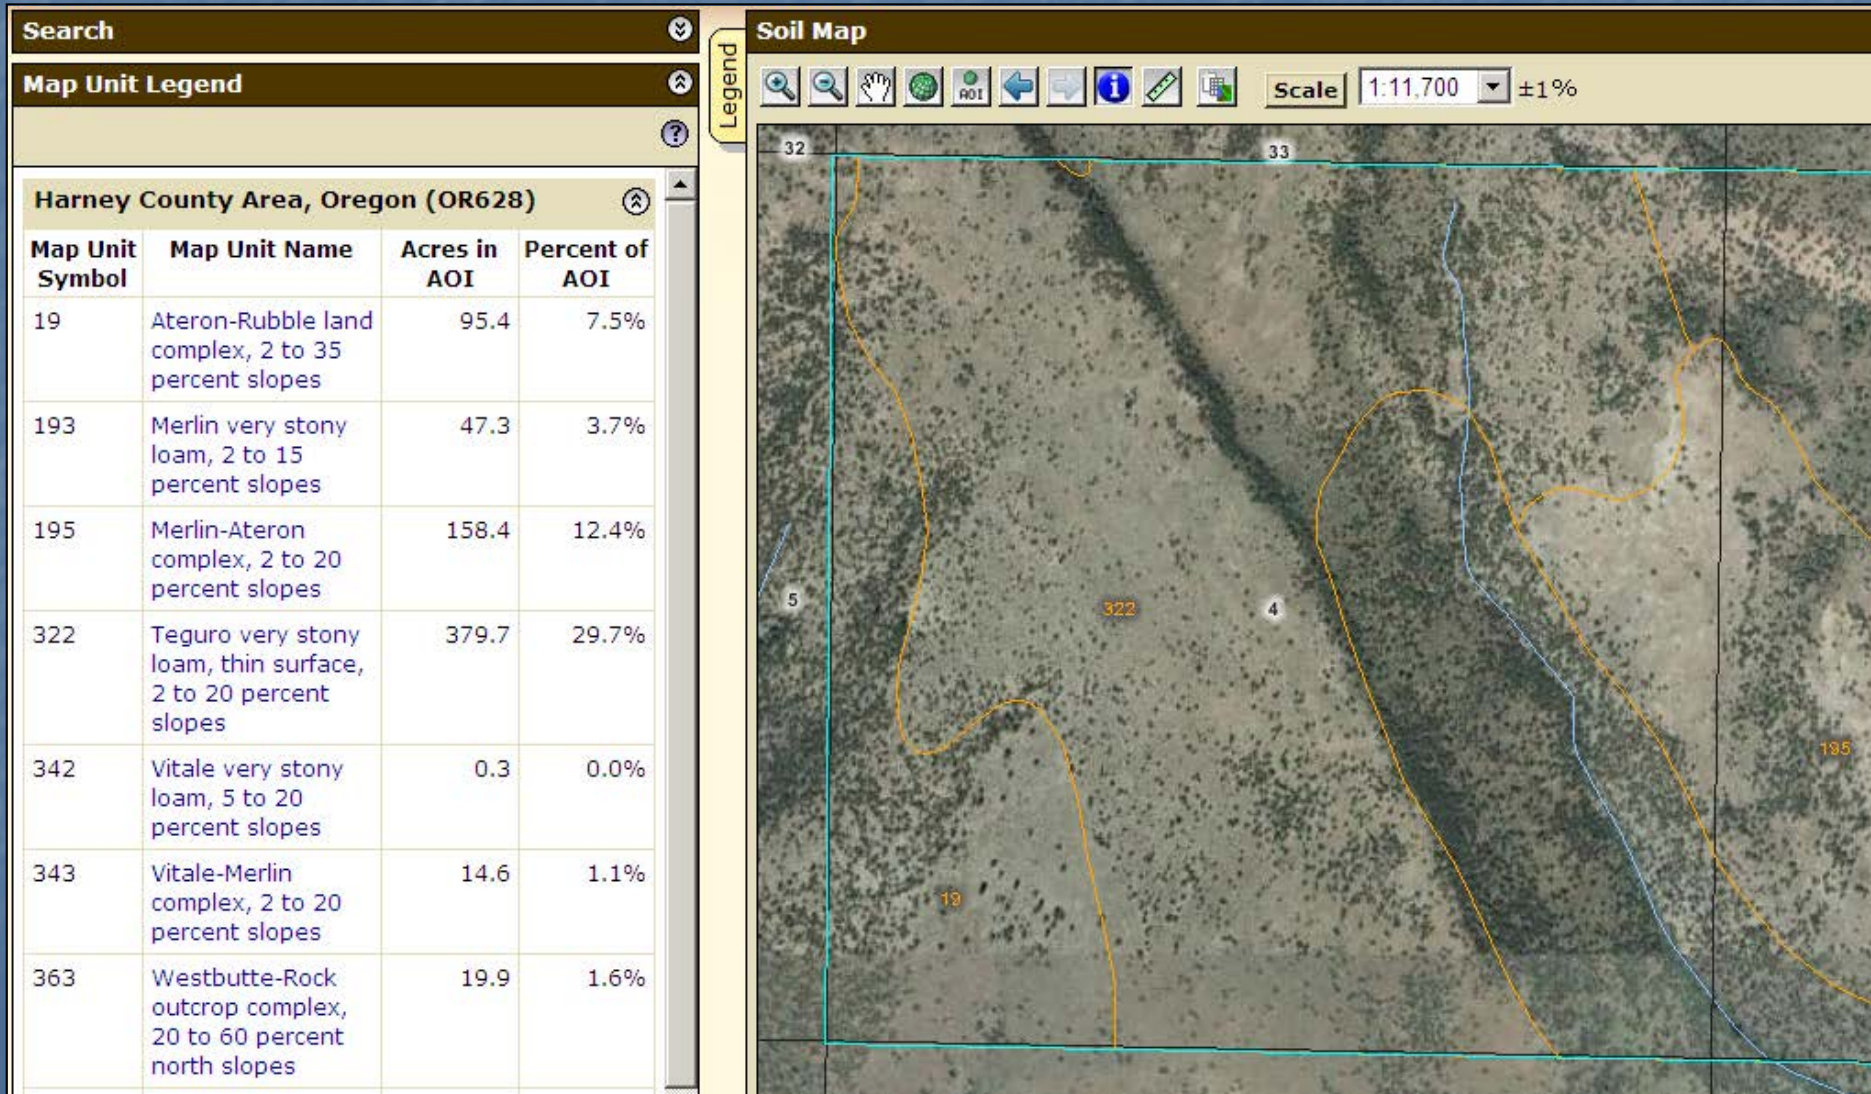 Search
Map Unit Legend
Harney County Area, Oregon (OR628)
Map Unit Symbol
Map Unit Name
Acres in AOI
Percent of AOI
19
Ateron-Rubble land
complex, 2 to 35
percent slopes
95.4
7.5%
193
Merlin very stony
loam, 2 to 15
percent slopes
47.3
3.7%
195
Merlin-Ateron
complex, 2 to 20
percent slopes
158.4
12.4%
322
Teguro very stony
loam, thin surface,
2 to 20 percent
slopes
379.7
29.7%
342
Vitale very stony
loam, 5 to 20
percent slopes
0.3
0.0%
343
Vitale-Merlin
complex, 2 to 20
percent slopes
14.6
1.1%
363
Westbutte-Rock
outcrop complex,
20 to 60 percent
north slopes
19.9
1.6%
Legend
Soil Map
AOI
Scale 1:11,700 ±1%
32
33
5
322
4
195
19